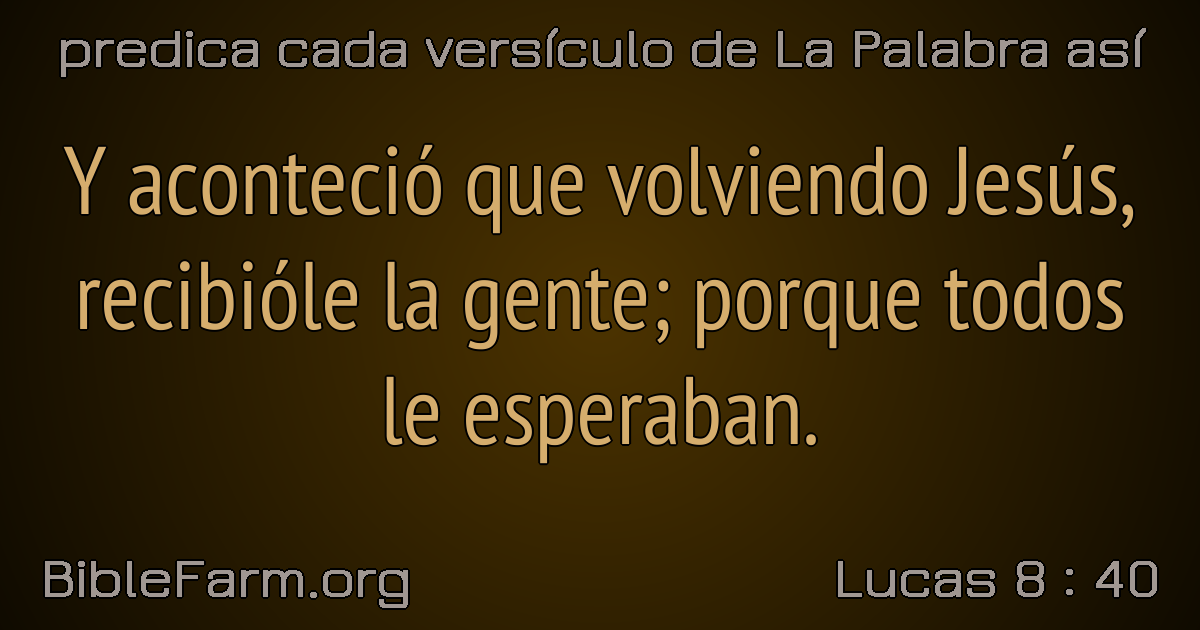 predica cada versículo de La Palabra así
Y aconteció que volviendo Jesús,
recibióle la gente; porque todos
le esperaban.
BibleFarm.org
Lucas 8 : 40